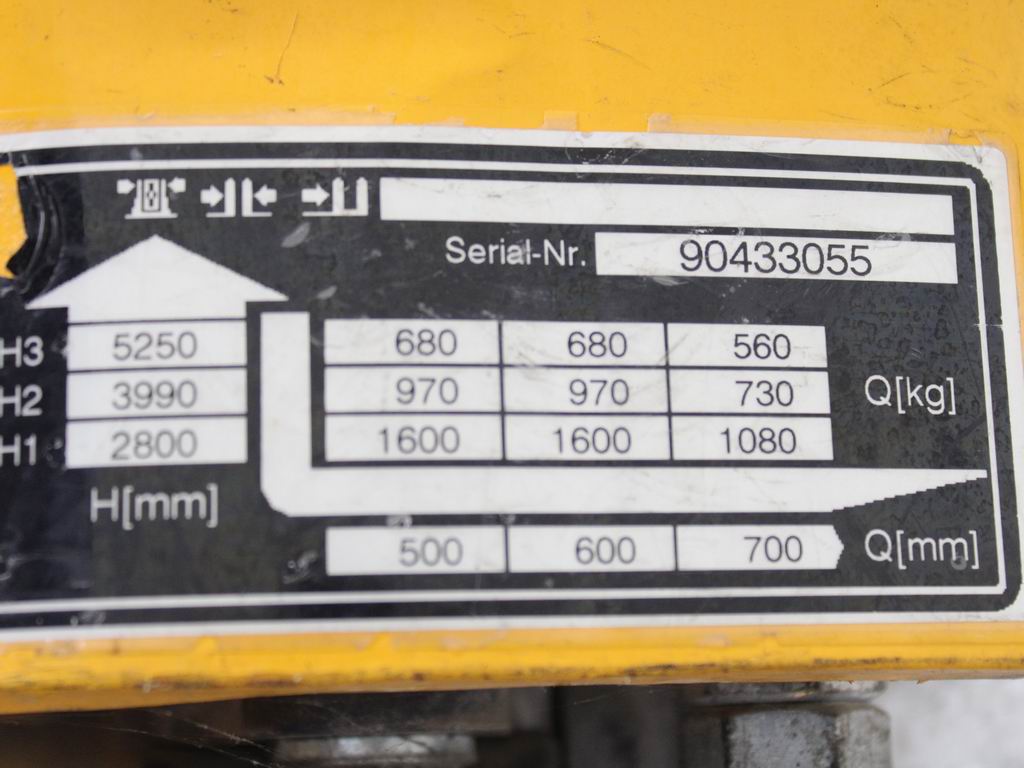 Serial-Nr. 90433055
H3 5250 680 680 560
H2 3990 970 970 730 Q[kg]
H1 2800 1600 1600 1080
H[mm]
500 600 700 Q[mm]